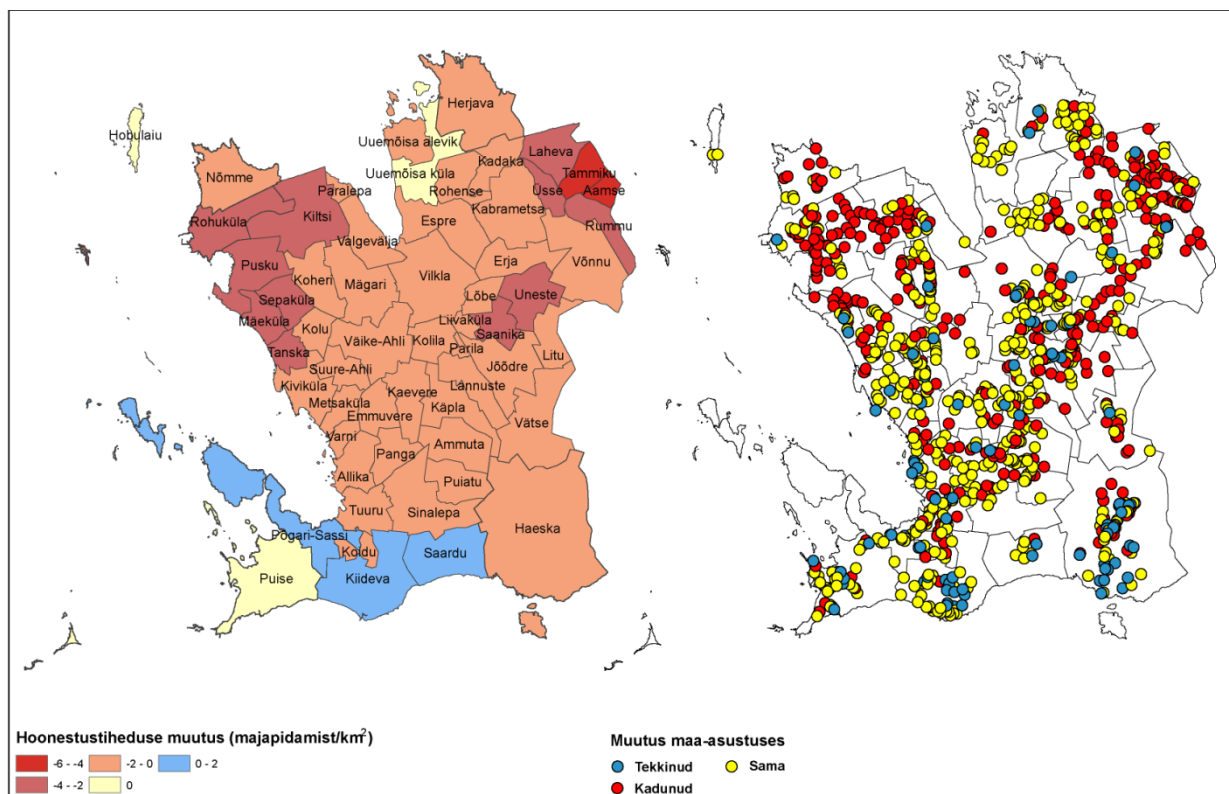 Herjava
Hobulaiu
Uuemõisa alevik
Laheva
Kadaka
Tammiku
Nõmme
Uuemõisa küla
Paralepa
Rohense
Üsse
Aamse
Kabrametsa
Rohuküla
Kiltsi
Espre
Rummu
Valgevälja
Pusku
Erja
Võnnu
Koheri
Mägari
Vilkla
Sepaküla
Lõbe
Uneste
Mäeküla
Kolu
Liivaküla
Saanika
Väike-Ahli
Kolila
Tanska
Parila
Litu
Suure-Ahli
Jõõdre
Kiviküla
Kaevere
Lannuste
Metsaküla
Emmuvere
Käpla
Vätse
Varni
Ammuta
Panga
Allika
Puiatu
Tuuru
Sinalepa
Haeska
Põgari-Sassi
Koidu
Saardu
Puise
Kiideva
Hoonestustiheduse muutus (majapidamist/km²)
-6 - -4
-2 - 0
0 - 2
-4 - -2
0
Muutus maa-asustuses
Tekkinud
Sama
Kadunud